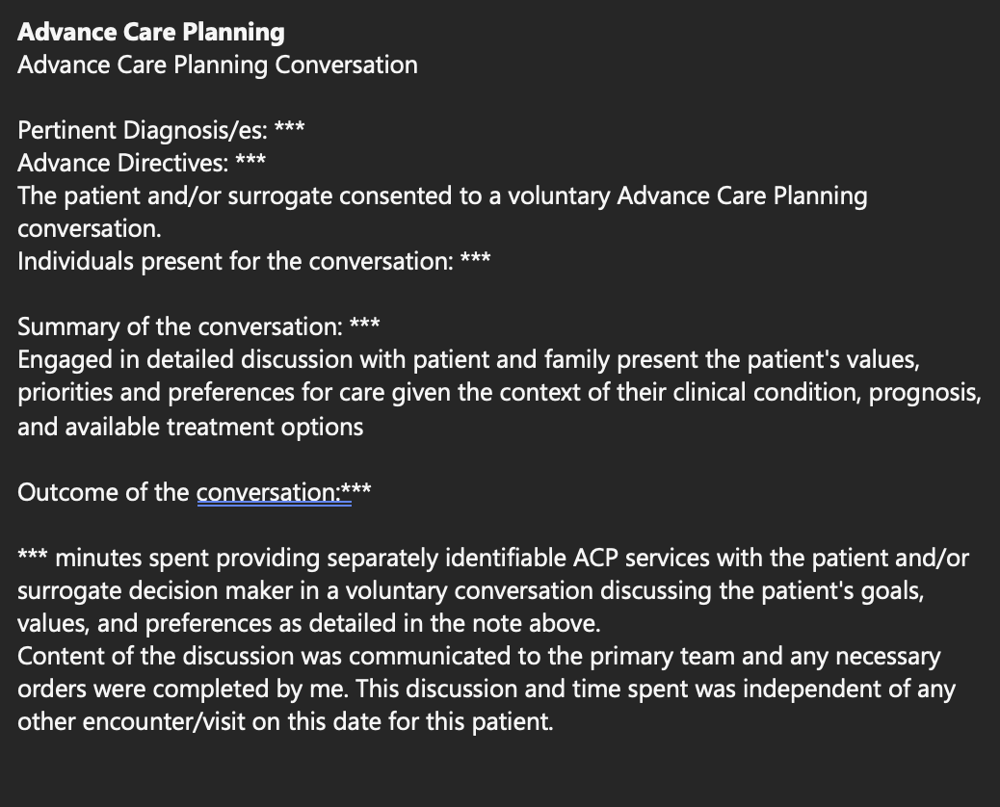 Advance Care Planning
Advance Care Planning Conversation
Pertinent Diagnosis/es: ***
Advance Directives: ***
The patient and/or surrogate consented to a voluntary Advance Care Planning
conversation.
Individuals present for the conversation: ***
Summary of the conversation: ***
Engaged in detailed discussion with patient and family present the patient's values,
priorities and preferences for care given the context of their clinical condition, prognosis,
and available treatment options
Outcome of the conversation:***
*** minutes spent providing separately identifiable ACP services with the patient and/or
surrogate decision maker in a voluntary conversation discussing the patient's goals,
values, and preferences as detailed in the note above.
Content of the discussion was communicated to the primary team and any necessary
orders were completed by me. This discussion and time spent was independent of any
other encounter/visit on this date for this patient.